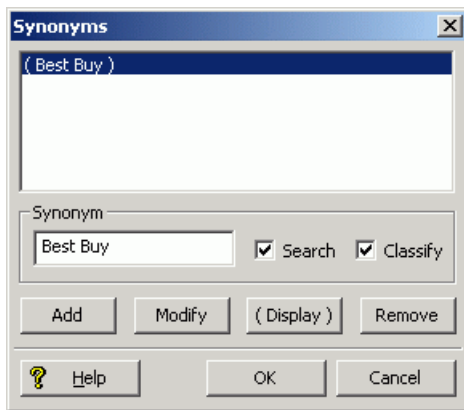 Synonyms
( Best Buy )
Synonym
Best Buy
Search
Classify
Add
Modify
( Display )
Remove
? Help
OK
Cancel